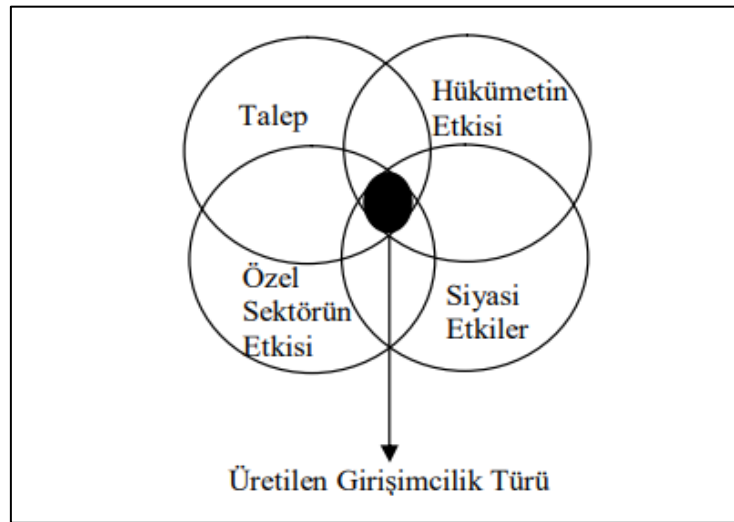 Talep
Hükümetin
Etkisi
Özel
Sektörün
Etkisi
Siyasi
Etkiler
Üretilen Girişimcilik Türü